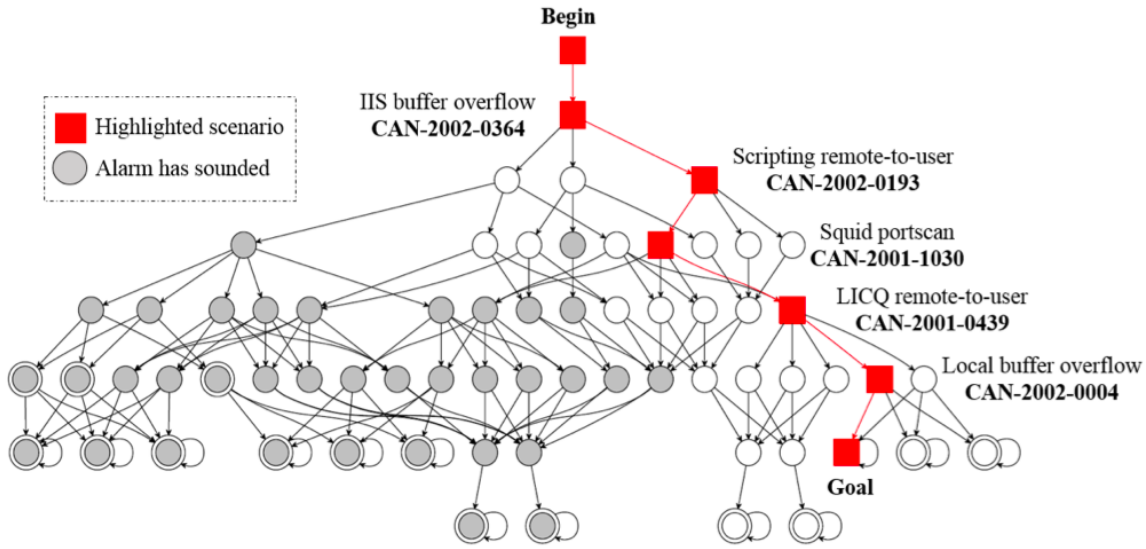 Begin
IIS buffer overflow
CAN-2002-0364
Highlighted scenario
Alarm has sounded
Scripting remote-to-user
CAN-2002-0193
Squid portscan
CAN-2001-1030
LICQ remote-to-user
CAN-2001-0439
Local buffer overflow
CAN-2002-0004
Goal